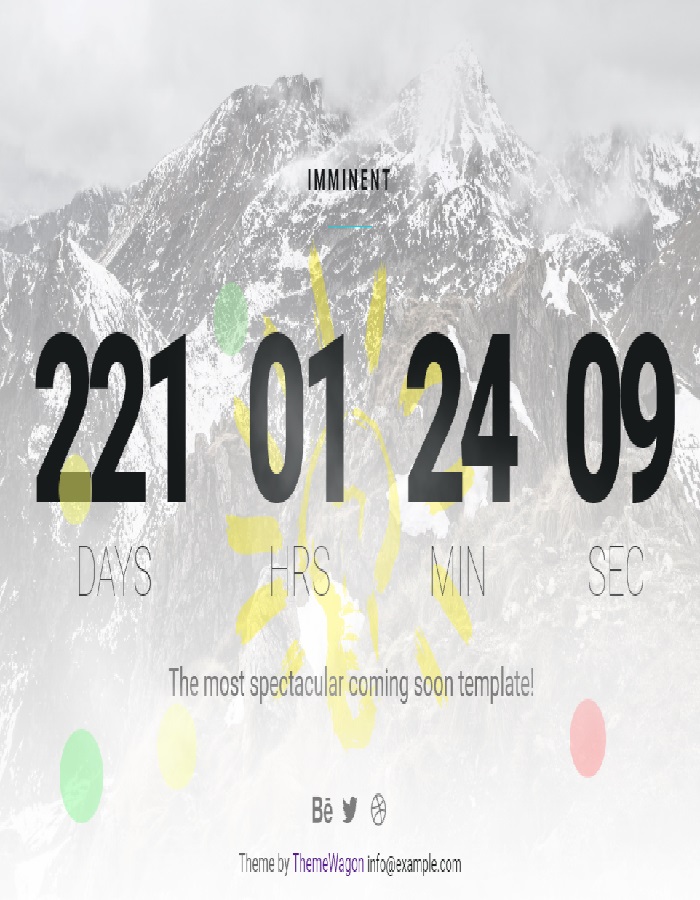 IMMINENT
221 01 24 09
DAYS HRS MIN SEC
The most spectacular coming soon template!
Bē
Theme by ThemeWagon info@example.com